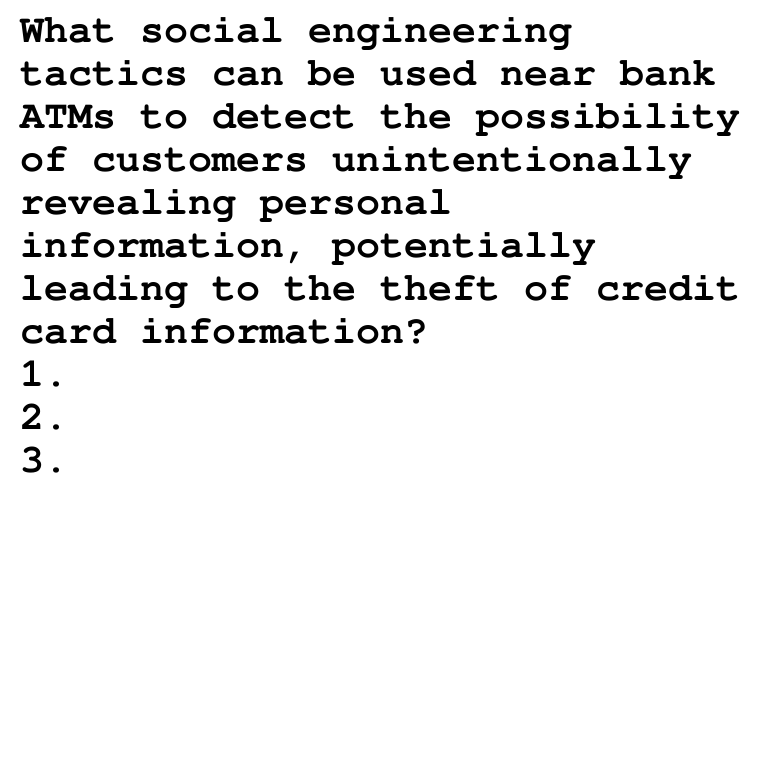 What social engineering
tactics can be used near bank
ATMs to detect the possibility
of customers unintentionally
revealing personal
information, potentially
leading to the theft of credit
card information?
1.
2.
3.